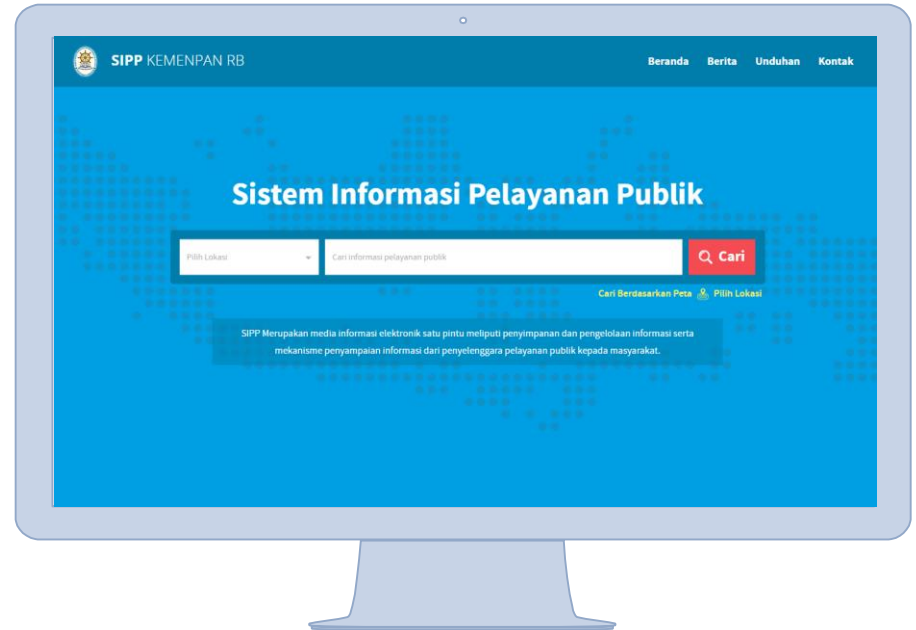 SIPP KEMENPAN RB
Beranda Berita Unduhan Kontak
Sistem Informasi Pelayanan Publik
Pilih Lokasi
Cari informasi pelayanan publik
Cari
Cari Berdasarkan Peta Pilih Lokasi
SIPP Merupakan media informasi elektronik satu pintu meliputi penyimpanan dan pengelolaan informasi serta
mekanisme penyampaian informasi dari penyelenggara pelayanan publik kepada masyarakat.